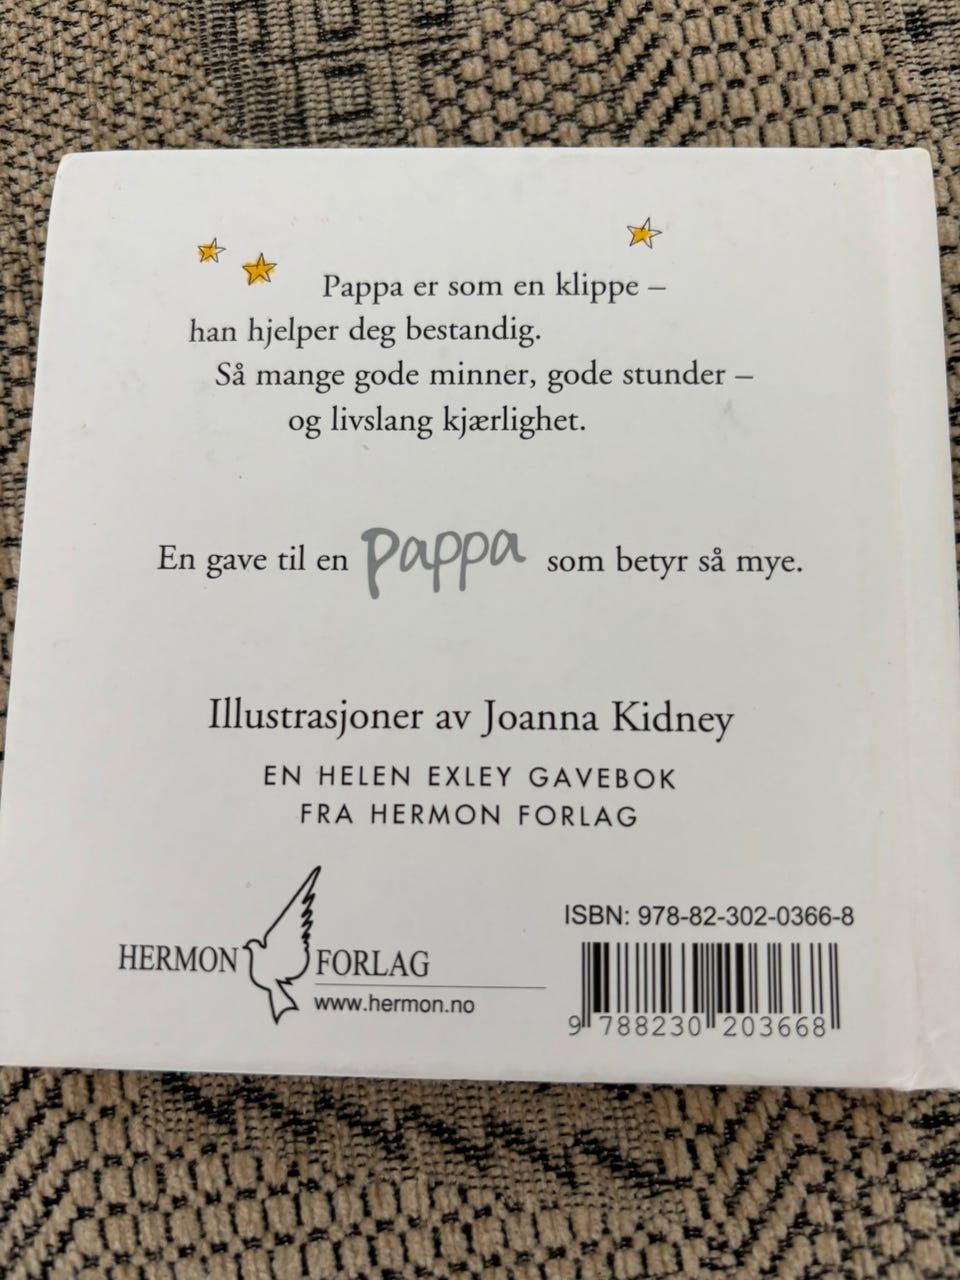 Pappa er som en klippe –
han hjelper deg bestandig.
Så mange gode minner, gode stunder –
og livslang kjærlighet.
En gave til en pappa som betyr så mye.
Illustrasjoner av Joanna Kidney
EN HELEN EXLEY GAVEBOK
FRA HERMON FORLAG
HERMON FORLAG
www.hermon.no
ISBN: 978-82-302-0366-8
9 788230 203668